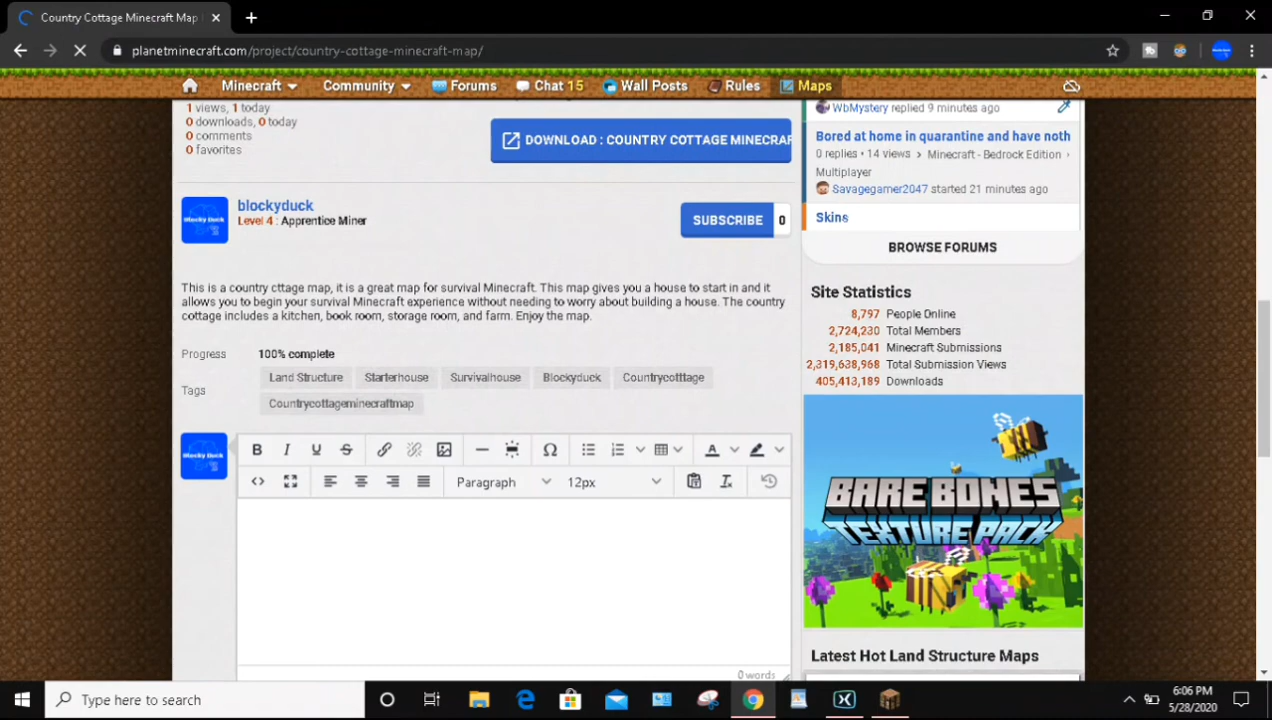 Country Cottage Minecraft Map
planetminecraft.com/project/country-cottage-minecraft-map/
Minecraft
Community
Forums
Chat 15
Wall Posts
Rules
Maps
1 views, 1 today
0 downloads, 0 today
0 comments
0 favorites
DOWNLOAD : COUNTRY COTTAGE MINECRAF
blockyduck
Level 4 : Apprentice Miner
SUBSCRIBE 0
Blocky Duck
This is a country cttage map, it is a great map for survival Minecraft. This map gives you a house to start in and it
allows you to begin your survival Minecraft experience without needing to worry about building a house. The country
cottage includes a kitchen, book room, storage room, and farm. Enjoy the map.
Progress 100% complete
Tags
Land Structure Starterhouse Survivalhouse Blockyduck Countrycotttage
Countrycottageminecraftmap
Blocky Duck
B I U S
Paragraph 12px
0 words
WbMystery replied 9 minutes ago
Bored at home in quarantine and have noth
0 replies • 14 views > Minecraft - Bedrock Edition ›
Multiplayer
Savagegamer2047 started 21 minutes ago
Skins
BROWSE FORUMS
Site Statistics
8,797 People Online
2,724,230 Total Members
2,185,041 Minecraft Submissions
2,319,638,968 Total Submission Views
405,413,189 Downloads
BARE BONES
TEXTURE PACK
Latest Hot Land Structure Maps
Type here to search
6:06 PM
5/28/2020